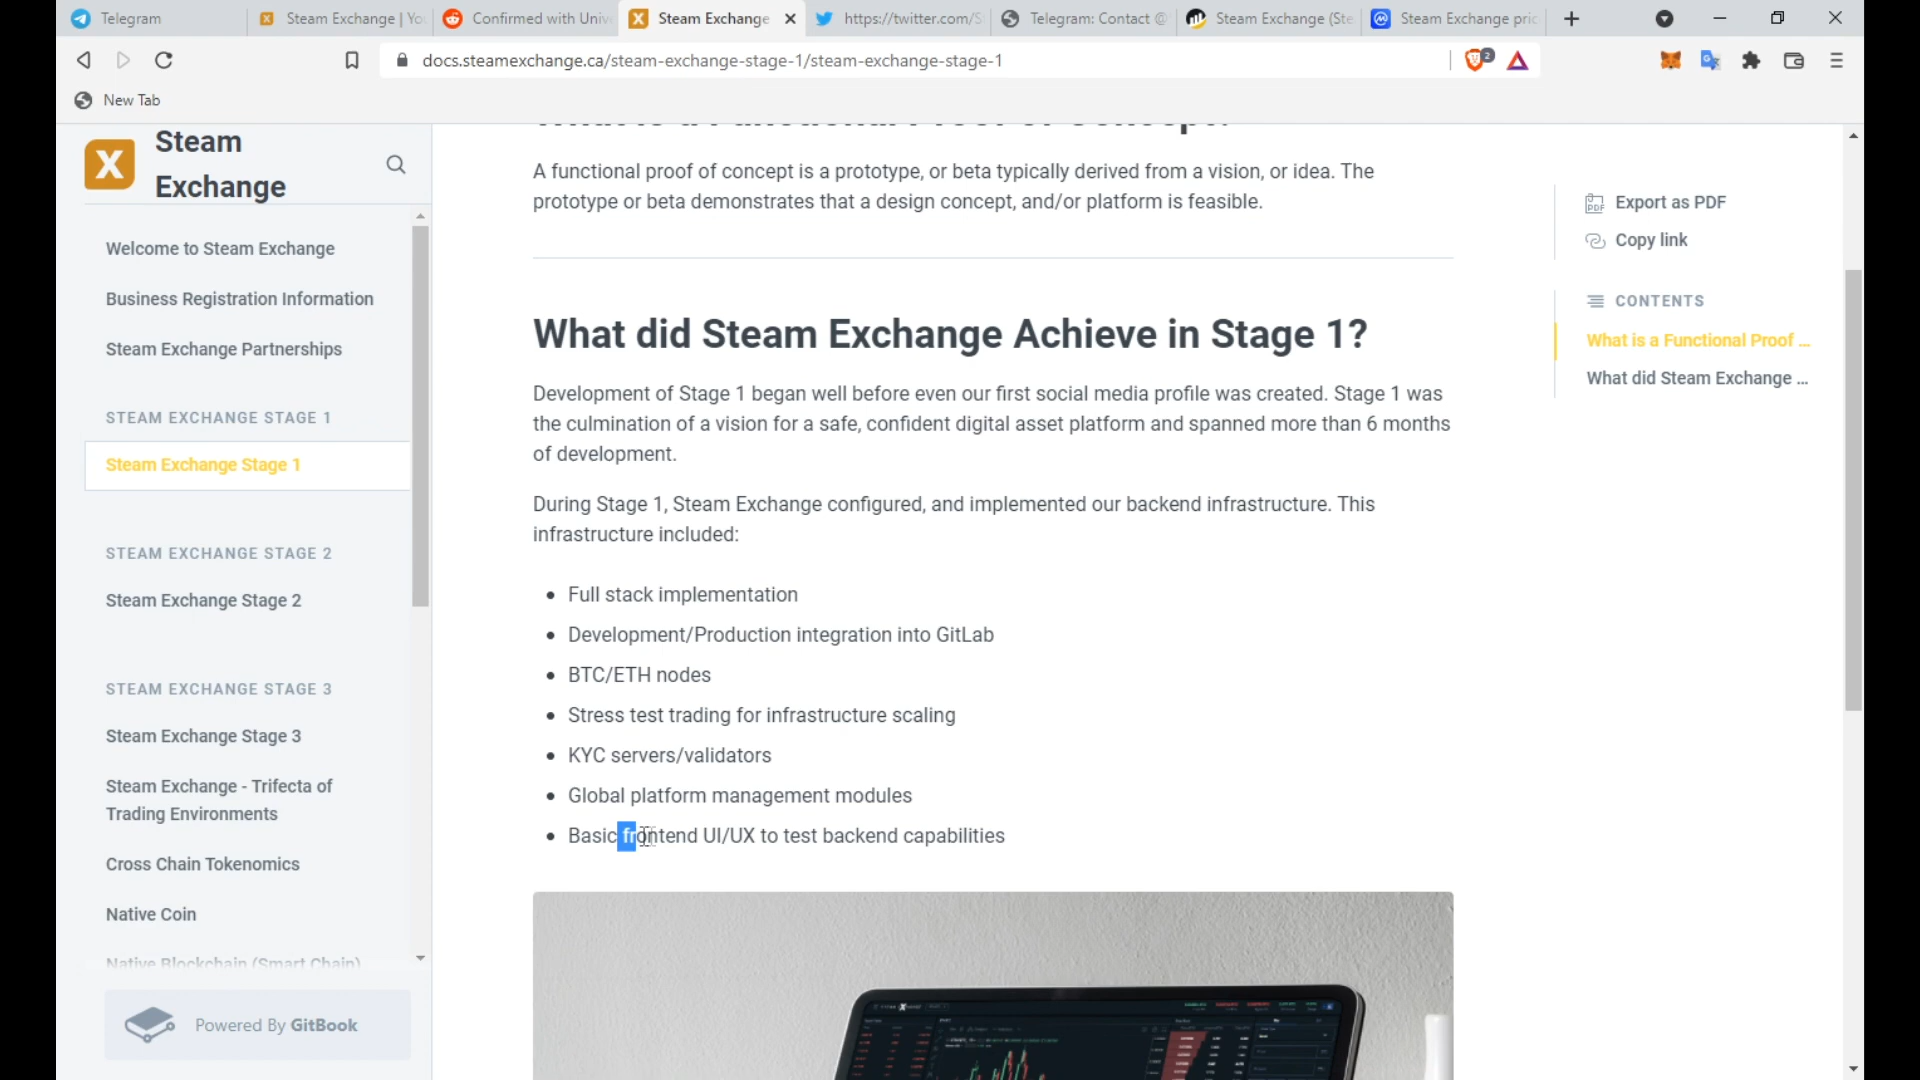 Telegram
Steam Exchange | Yo
Confirmed with Univ
Steam Exchange
https://twitter.com/S
Telegram: Contact @
Steam Exchange (Ste
Steam Exchange pric
docs.steamexchange.ca/steam-exchange-stage-1/steam-exchange-stage-1
2
New Tab
X
Steam
Exchange
Welcome to Steam Exchange
Business Registration Information
Steam Exchange Partnerships
STEAM EXCHANGE STAGE 1
Steam Exchange Stage 1
STEAM EXCHANGE STAGE 2
Steam Exchange Stage 2
STEAM EXCHANGE STAGE 3
Steam Exchange Stage 3
Steam Exchange - Trifecta of
Trading Environments
Cross Chain Tokenomics
Native Coin
Native Blockchain (Smart Chain)
Powered By GitBook
What is a Functional Proof of Concept?
A functional proof of concept is a prototype, or beta typically derived from a vision, or idea. The
prototype or beta demonstrates that a design concept, and/or platform is feasible.
What did Steam Exchange Achieve in Stage 1?
Development of Stage 1 began well before even our first social media profile was created. Stage 1 was
the culmination of a vision for a safe, confident digital asset platform and spanned more than 6 months
of development.
During Stage 1, Steam Exchange configured, and implemented our backend infrastructure. This
infrastructure included:
• Full stack implementation
• Development/Production integration into GitLab
• BTC/ETH nodes
• Stress test trading for infrastructure scaling
• KYC servers/validators
• Global platform management modules
• Basic frontend UI/UX to test backend capabilities
PDF
Export as PDF
Copy link
CONTENTS
What is a Functional Proof ...
What did Steam Exchange ...